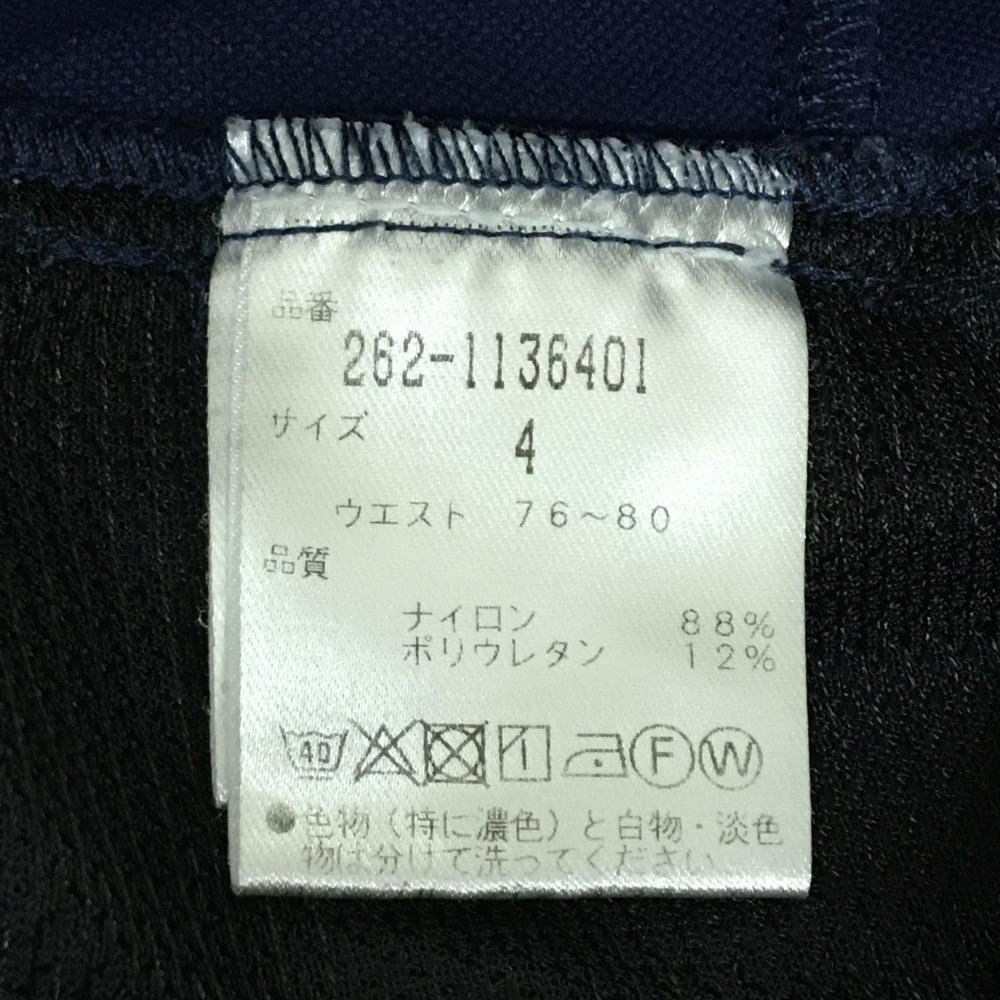 品番
262-1136401
サイズ 4
ウエスト 76~80
品質
ナイロン 88%
ポリウレタン 12%
40 F W
●色物(特に濃色)と白物・淡色
物は分けて洗ってください